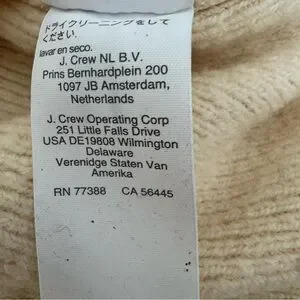 ドライクリーニングをして
ください。
lavar en seco.
J. Crew NL B.V.
Prins Bernhardplein 200
1097 JB Amsterdam,
Netherlands
J. Crew Operating Corp
251 Little Falls Drive
USA DE19808 Wilmington
Delaware
Verenidge Staten Van
Amerika
RN 77388 CA 56445